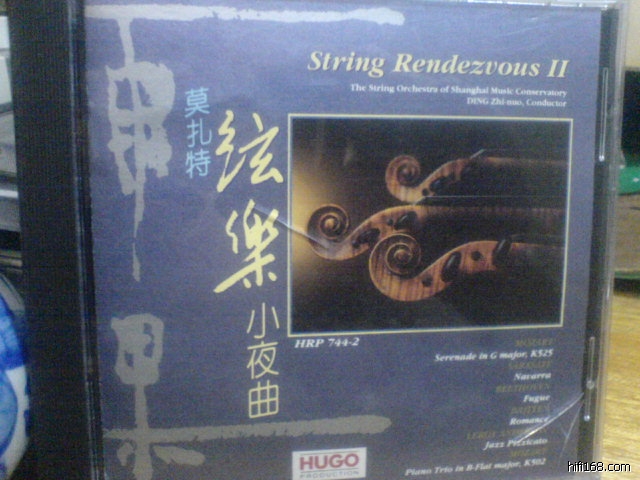 String Rendezvous II
The String Orchestra of Shanghai Music Conservatory
DING Zhi-nuo, Conductor
莫扎特
弦樂
小夜曲
HRP 744-2
MOZART
Serenade in G major, K525
SARASATE
Navarra
BEETHOVEN
Fugue
Romance
Jazz Pizzicato
Piano Trio in B-Flat major, K502
HUGO
PRODUCTION
hifi168.com